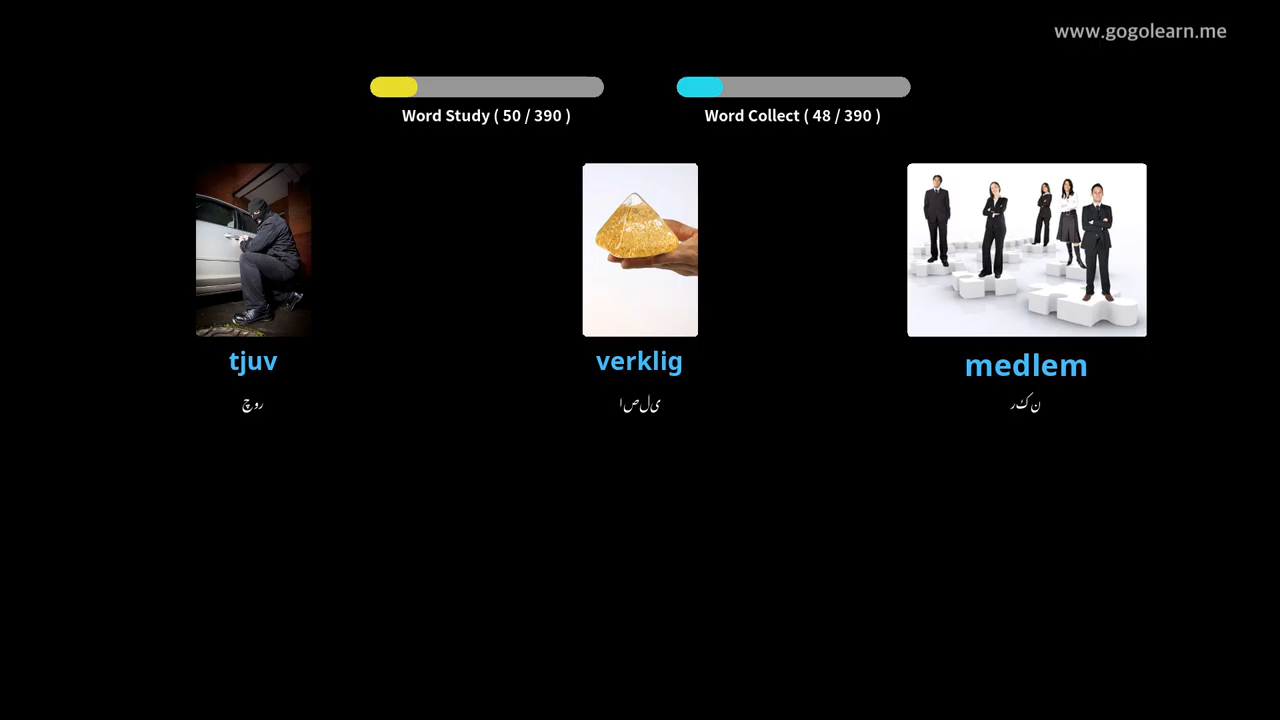 www.gogolearn.me
Word Study ( 50 / 390 )
Word Collect ( 48 / 390 )
tjuv
verklig
medlem
چور
اصلی
رکن